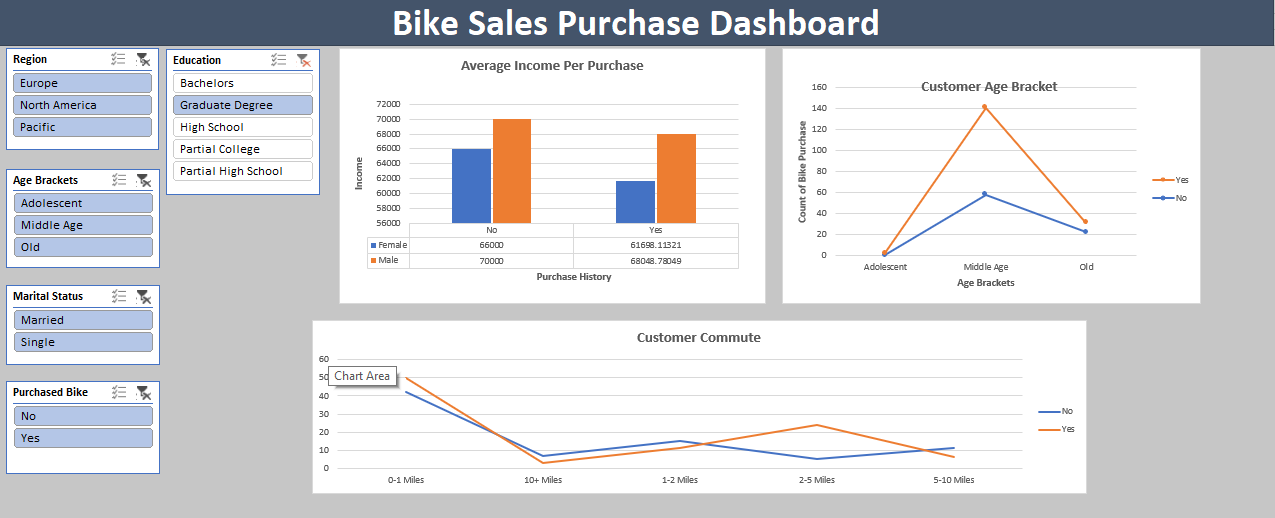 Bike Sales Purchase Dashboard
Region
Europe
North America
Pacific
Age Brackets
Adolescent
Middle Age
Old
Marital Status
Married
Single
Purchased Bike
No
Yes
Education
Bachelors
Graduate Degree
High School
Partial College
Partial High School
Average Income Per Purchase
Income
72000
70000
68000
66000
64000
62000
60000
58000
56000
No Yes
Female 66000 61698.11321
Male 70000 68048.78049
Purchase History
Customer Age Bracket
Count of Bike Purchase
160
140
120
100
80
60
40
20
0
Adolescent Middle Age Old
Age Brackets
Yes
No
Customer Commute
60
50
Chart Area
40
30
20
10
0
0-1 Miles 10+ Miles 1-2 Miles 2-5 Miles 5-10 Miles
No
Yes